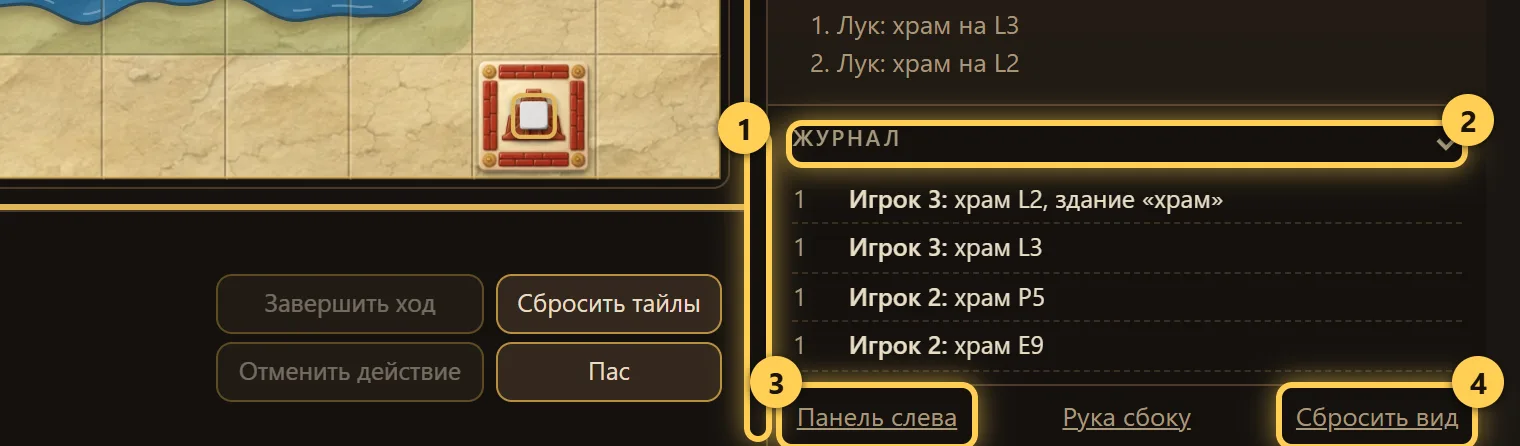 1. Лук: храм на L3
2. Лук: храм на L2
1
2
ЖУРНАЛ
1 Игрок 3: храм L2, здание «храм»
1 Игрок 3: храм L3
1 Игрок 2: храм P5
1 Игрок 2: храм E9
Завершить ход
Сбросить тайлы
Отменить действие
Пас
3
4
Панель слева
Рука сбоку
Сбросить вид